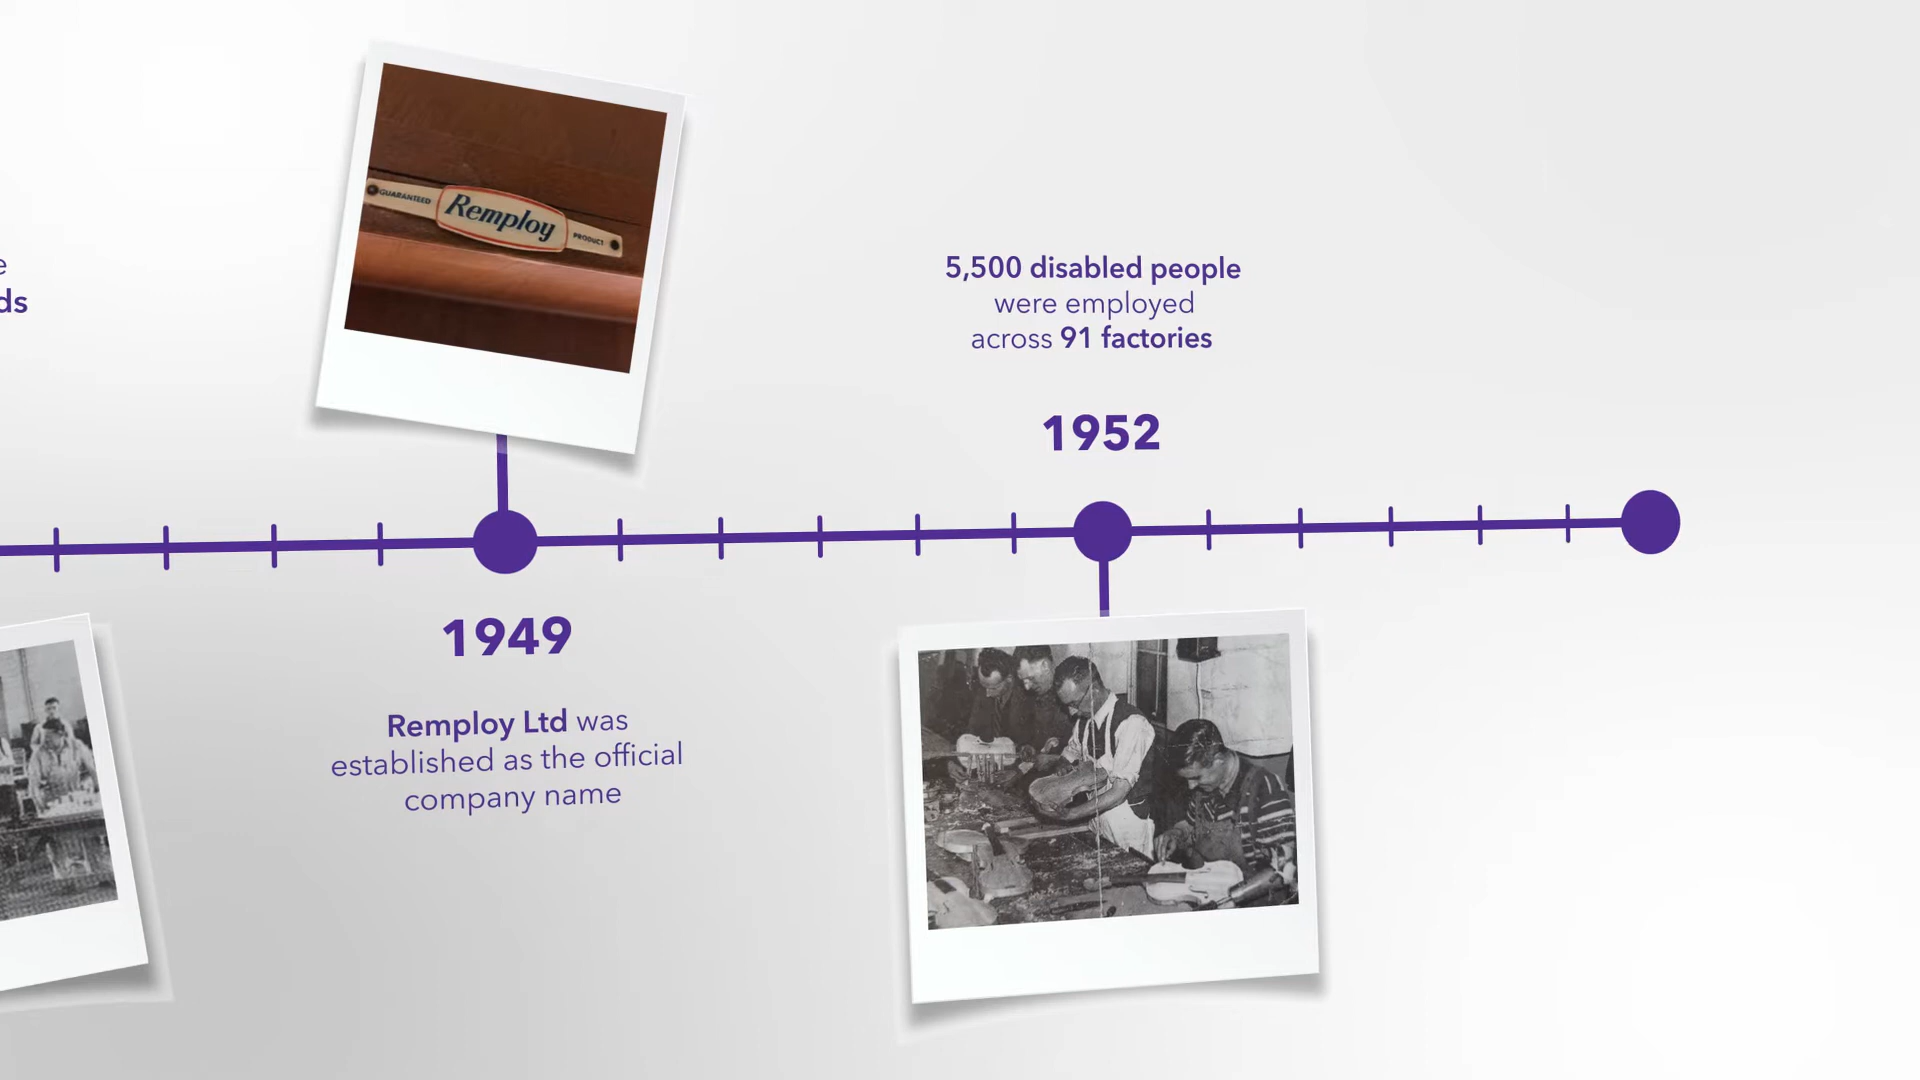 GUARANTEED Remploy PRODUCT
1949
Remploy Ltd was
established as the official
company name
5,500 disabled people
were employed
across 91 factories
1952